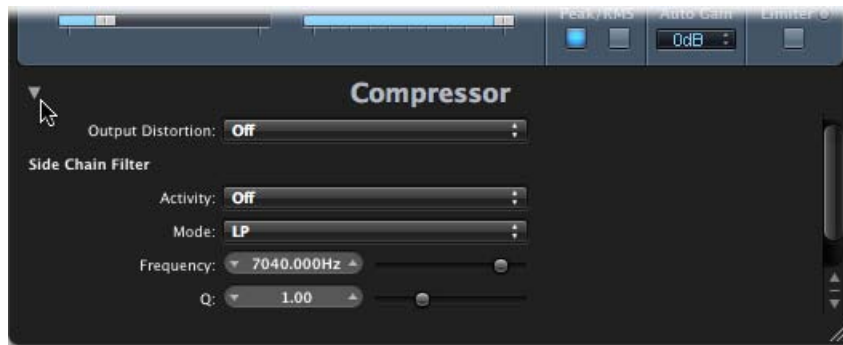 Peak/RMS Auto Gain Limiter
0dB
Compressor
Output Distortion: Off
Side Chain Filter
Activity: Off
Mode: LP
Frequency: 7040.000Hz
Q: 1.00